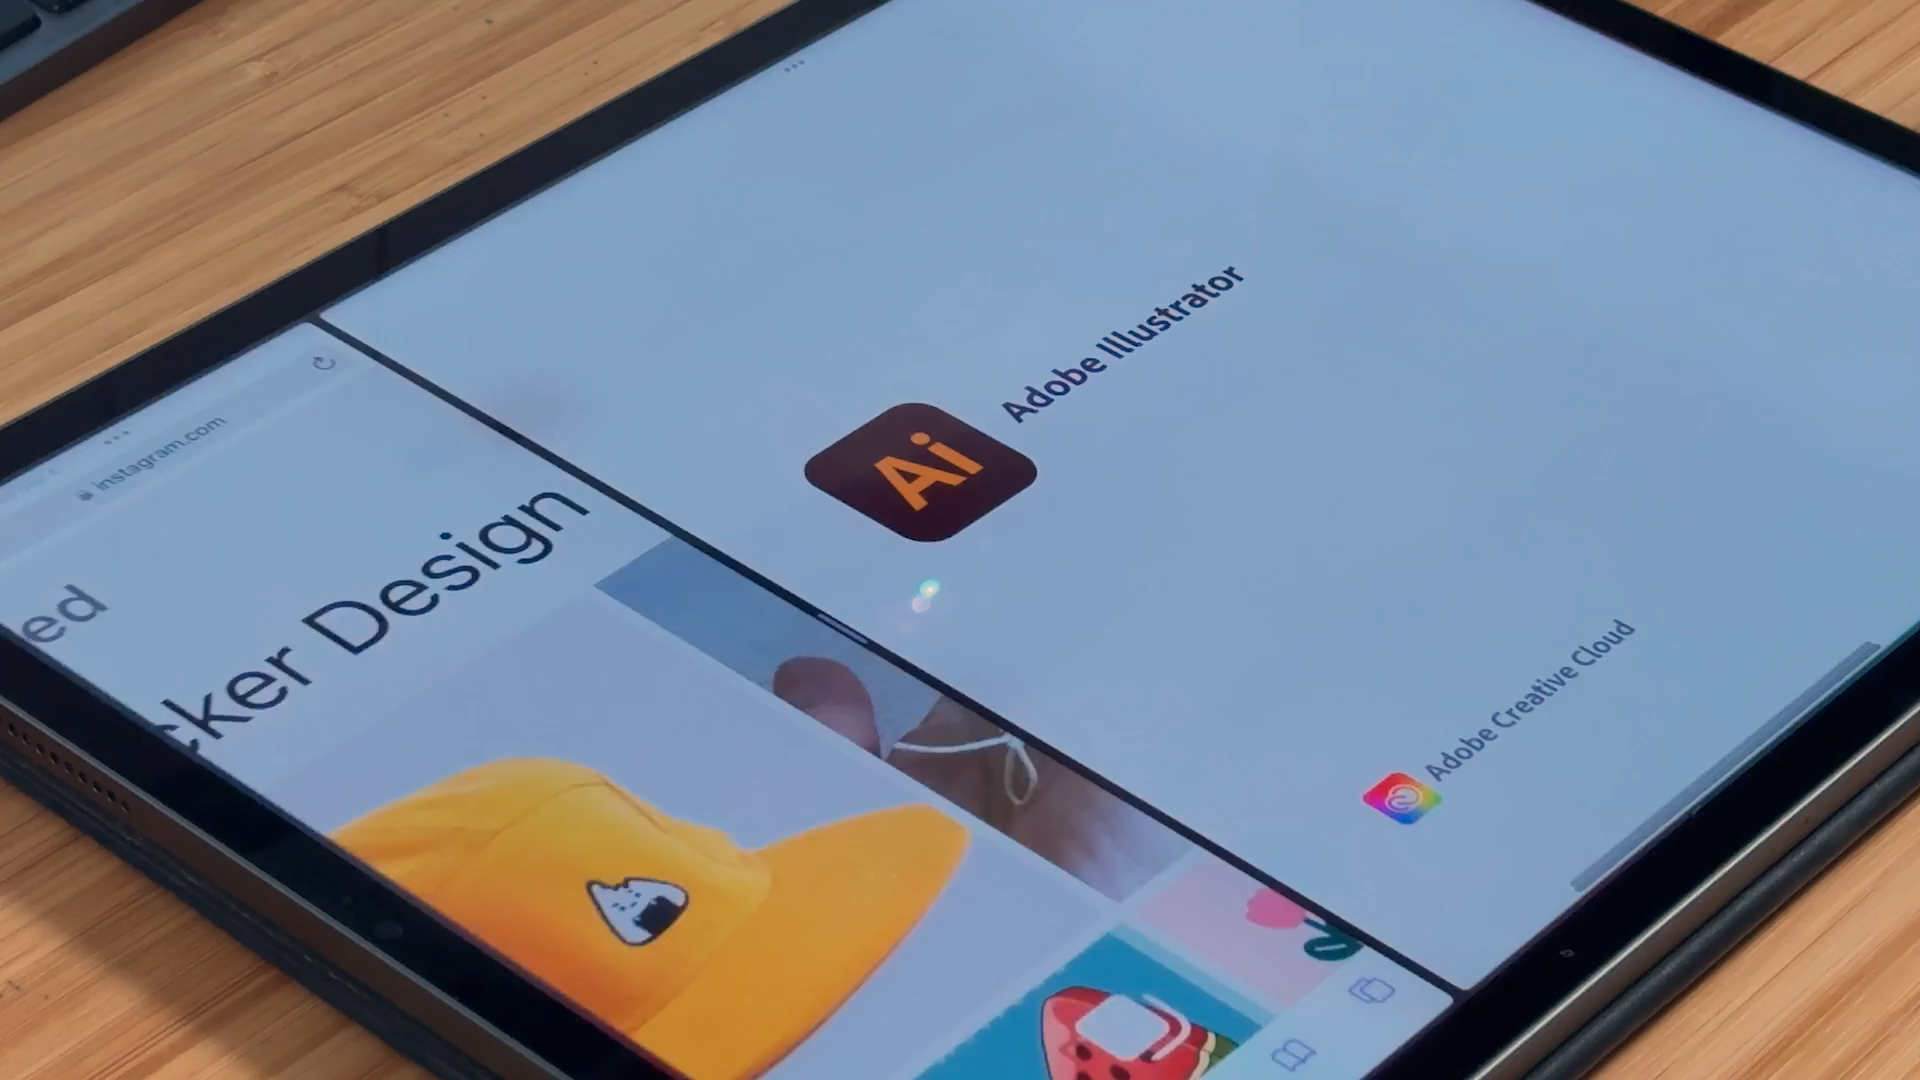 instagram.com
ed
cker Design
Ai
Adobe Illustrator
Adobe Creative Cloud